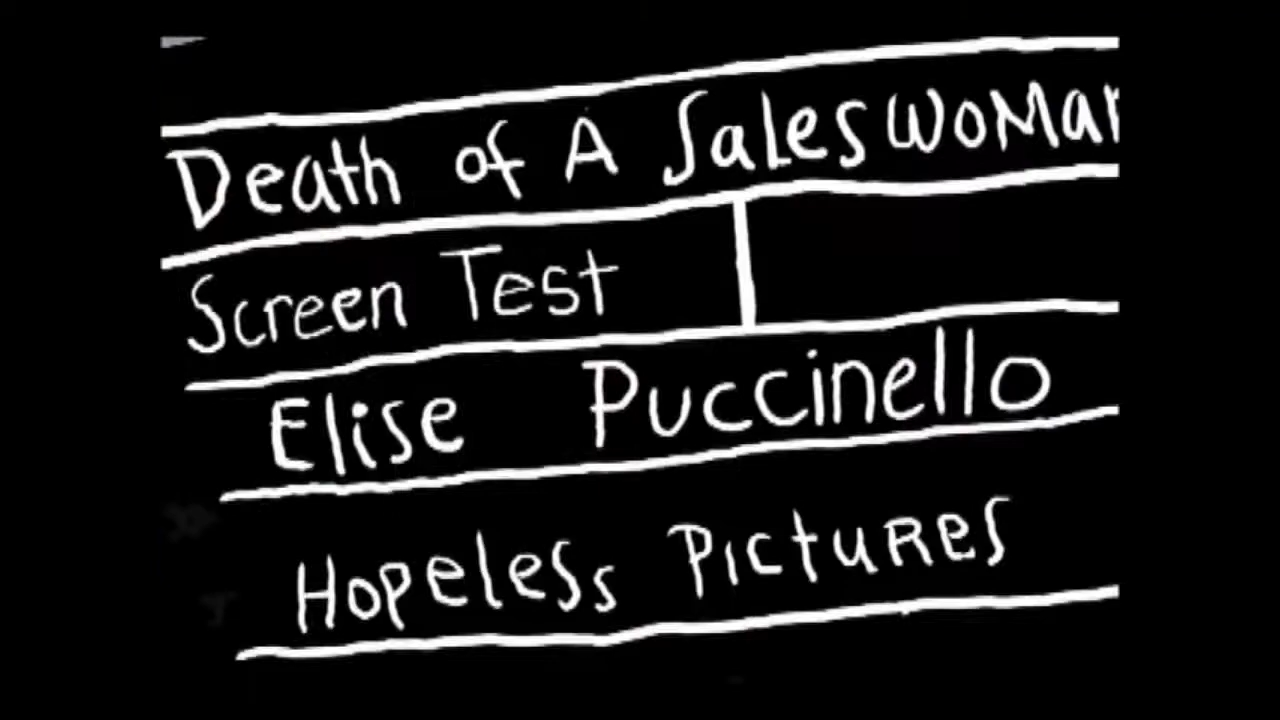 Death of A Saleswoman
Screen Test
Elise Puccinello
Hopeless Pictures